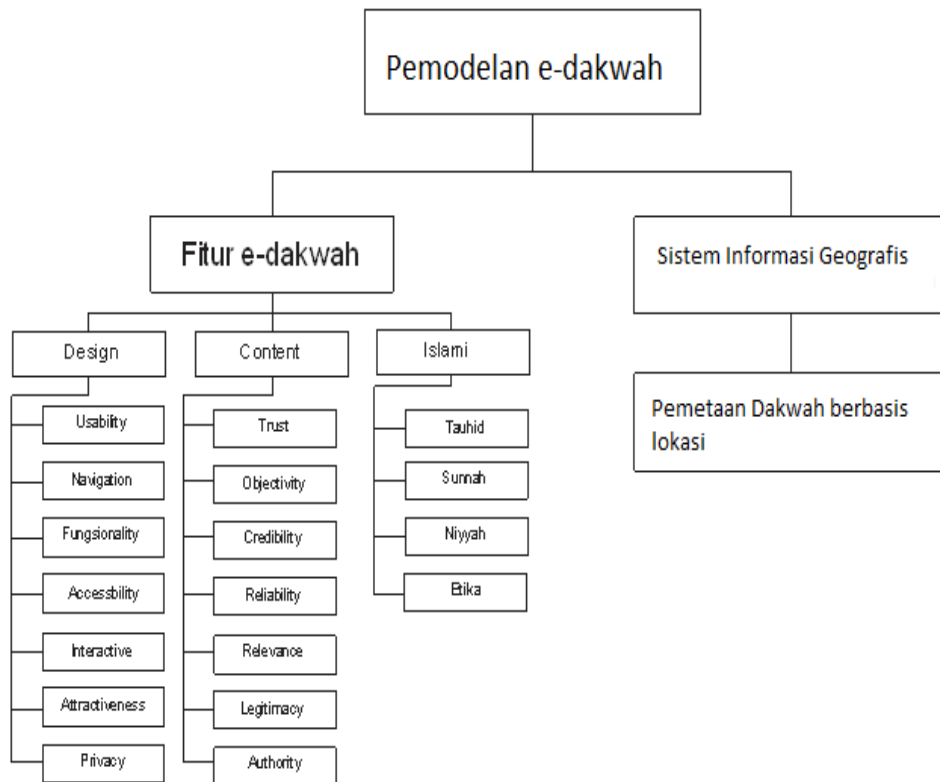 Pemodelan e-dakwah
Fitur e-dakwah
Sistem Informasi Geografis
Design
Content
Islami
Pemetaan Dakwah berbasis
lokasi
Usability
Navigation
Fungsionality
Accessbility
Interactive
Attractiveness
Privacy
Trust
Objectivity
Credibility
Reliability
Relevance
Legitimacy
Authority
Tauhid
Sunnah
Niyyah
Etika